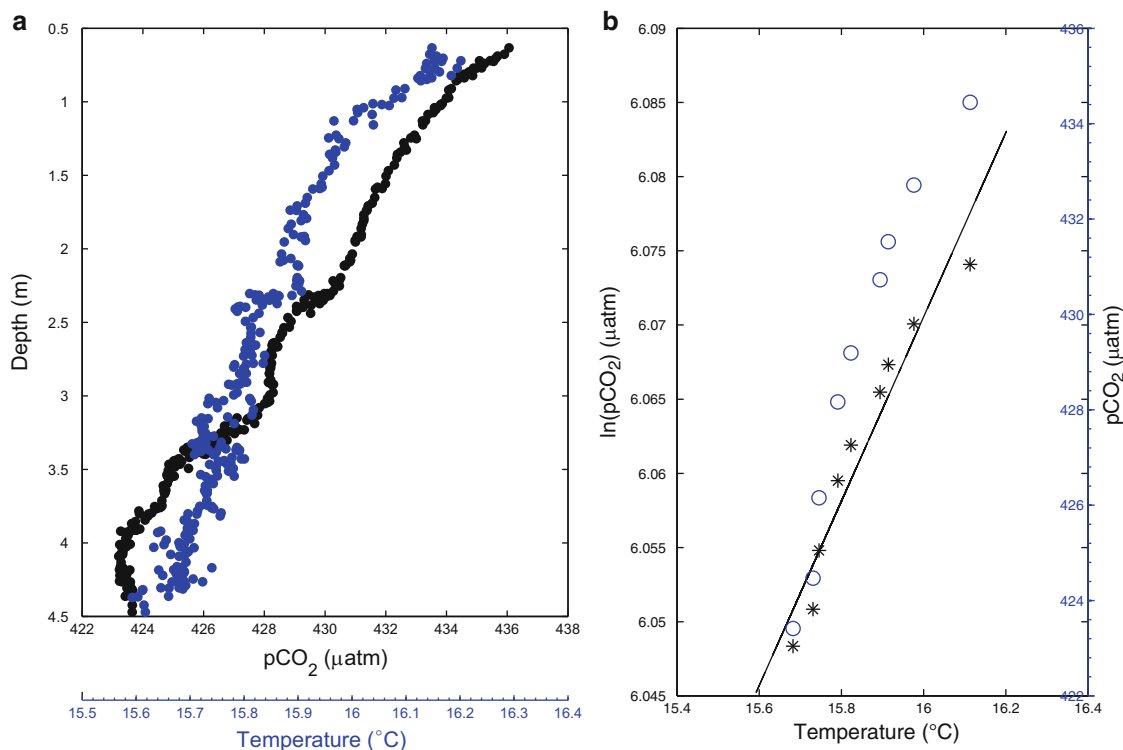 a
0.5
1
1.5
2
2.5
3
3.5
4
4.5
Depth (m)
422 424 426 428 430 432 434 436 438
pCO2 (μatm)
15.5 15.6 15.7 15.8 15.9 16 16.1 16.2 16.3 16.4
Temperature (°C)
b
6.09
6.085
6.08
6.075
6.07
6.065
6.06
6.055
6.05
6.045
ln(pCO2) (μatm)
15.4 15.6 15.8 16 16.2 16.4
Temperature (°C)
436
434
432
430
428
426
424
422
pCO2 (μatm)